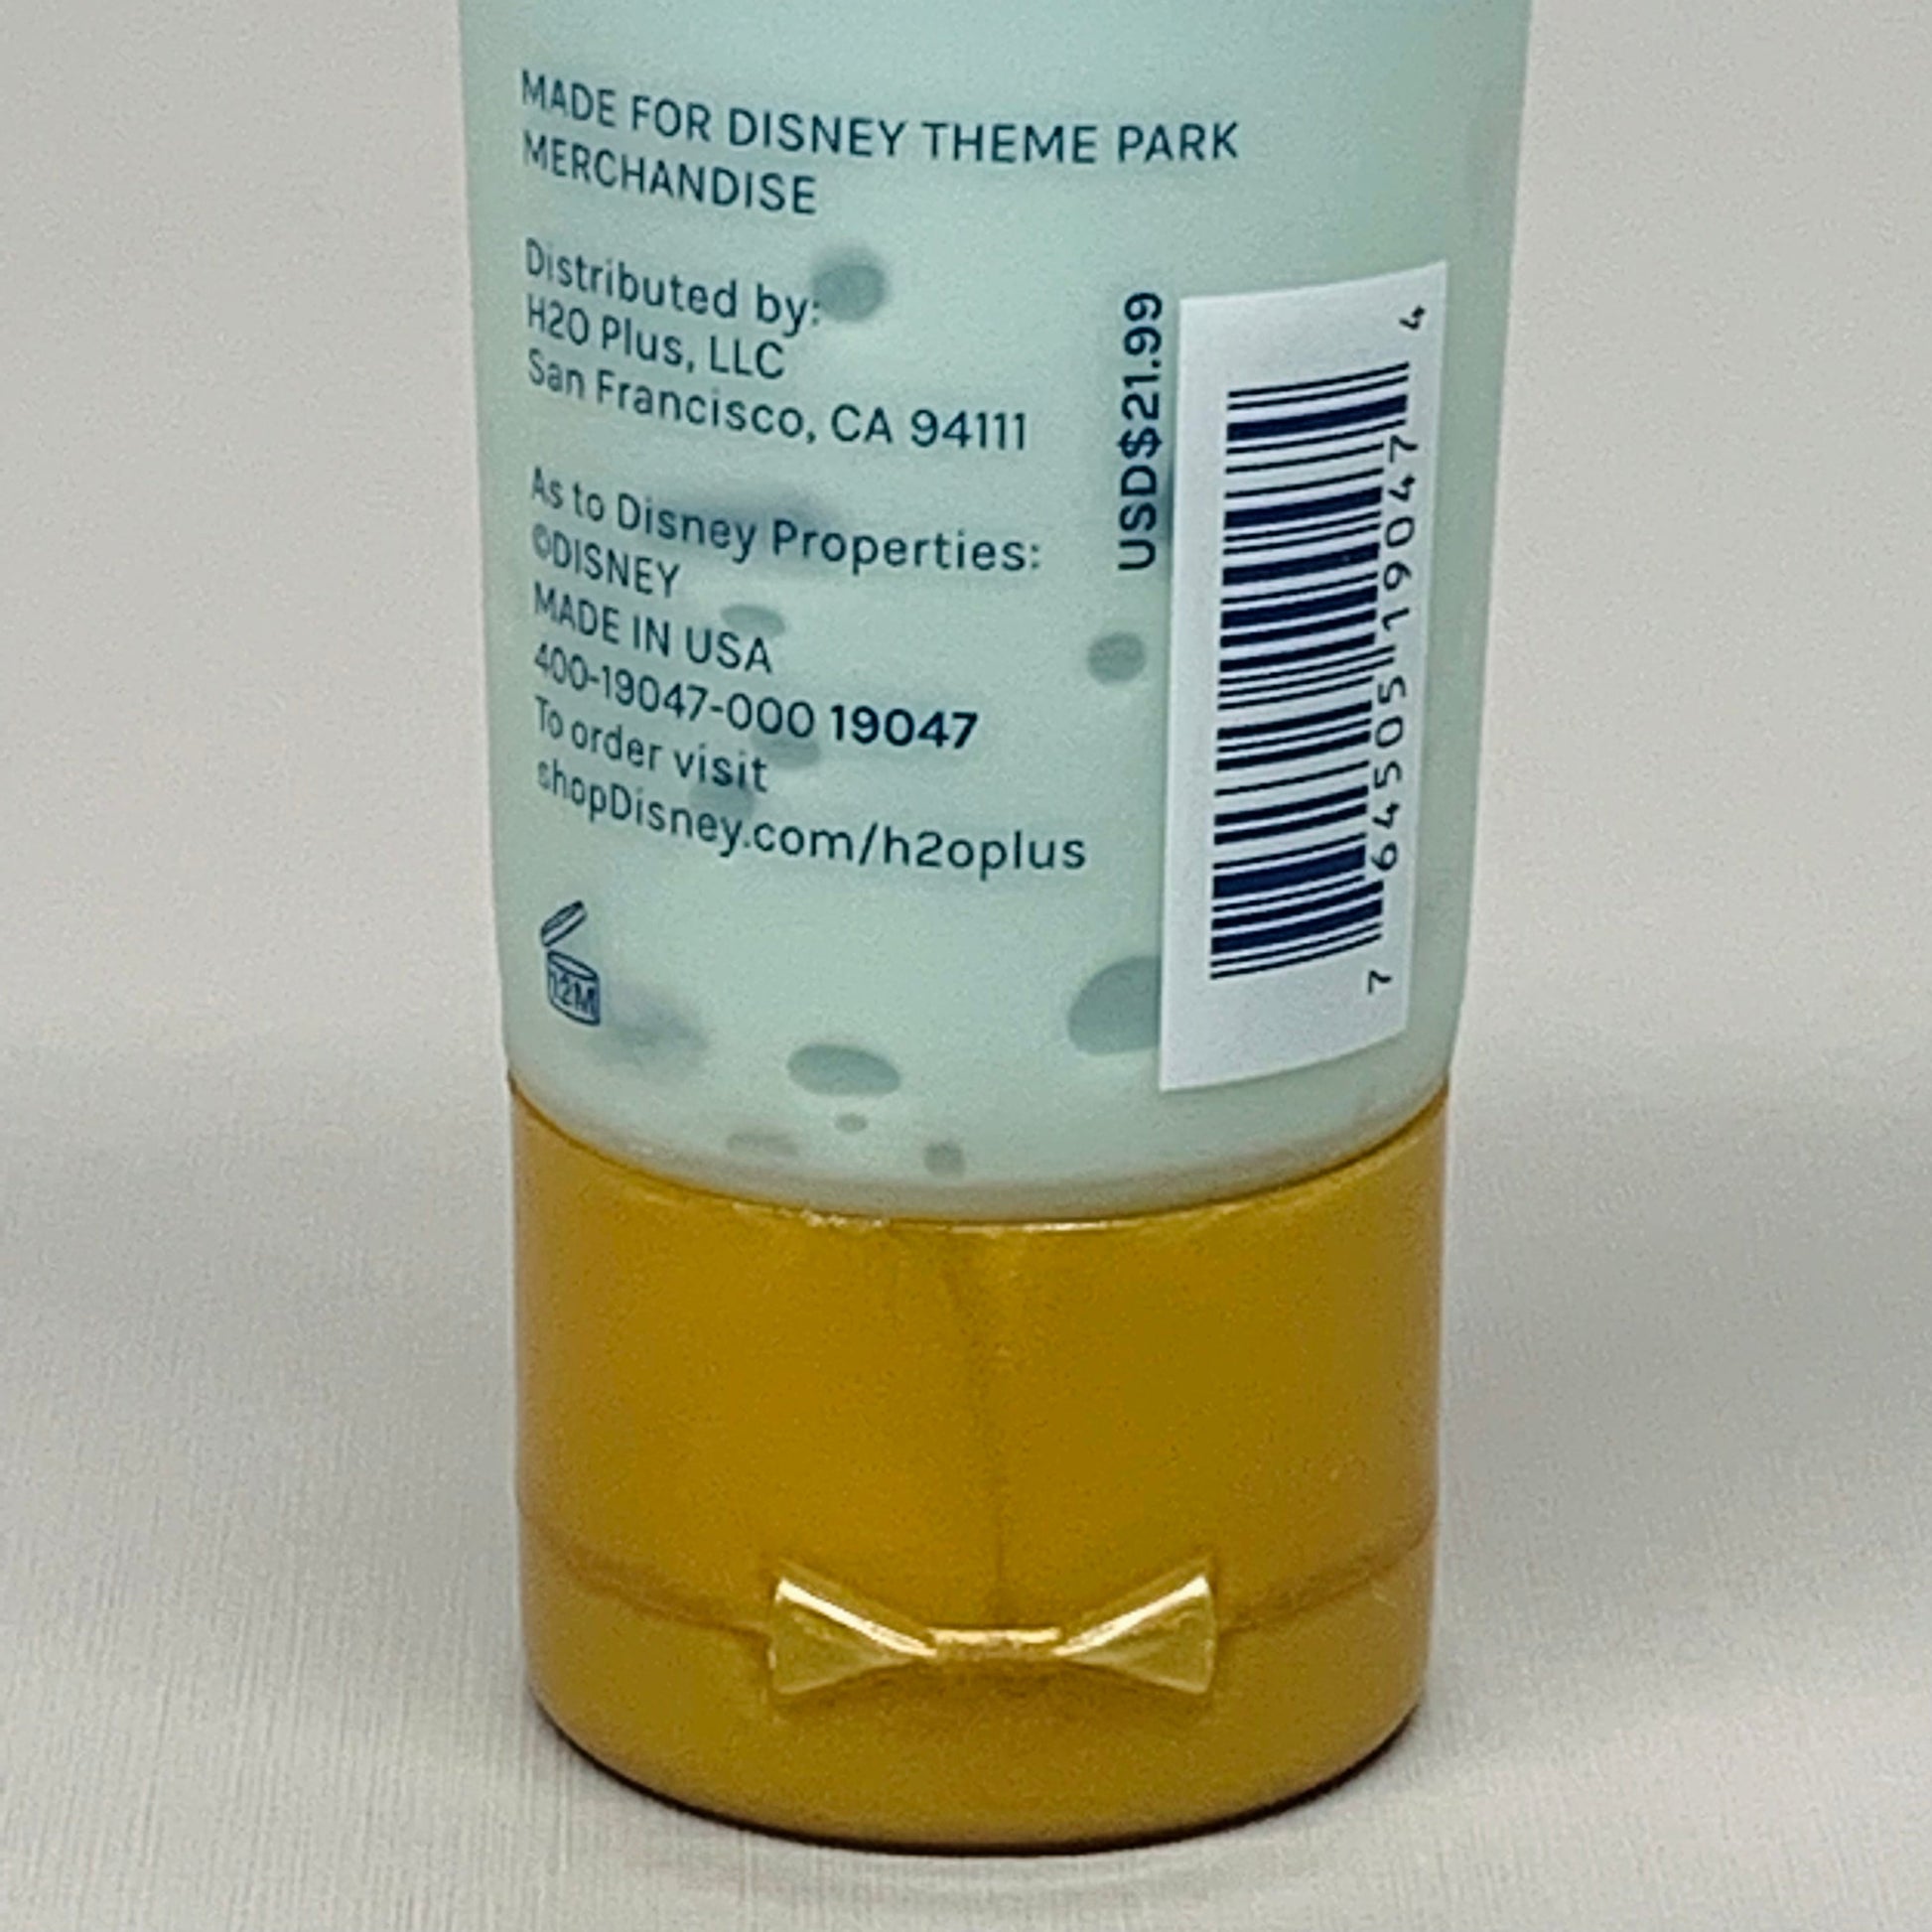 MADE FOR DISNEY THEME PARK
MERCHANDISE
Distributed by:
H2O Plus, LLC
San Francisco, CA 94111
As to Disney Properties:
©DISNEY
MADE IN USA
400-19047-000 19047
To order visit
shopDisney.com/h2oplus
12M
USD$21.99
7 64505 19047 4